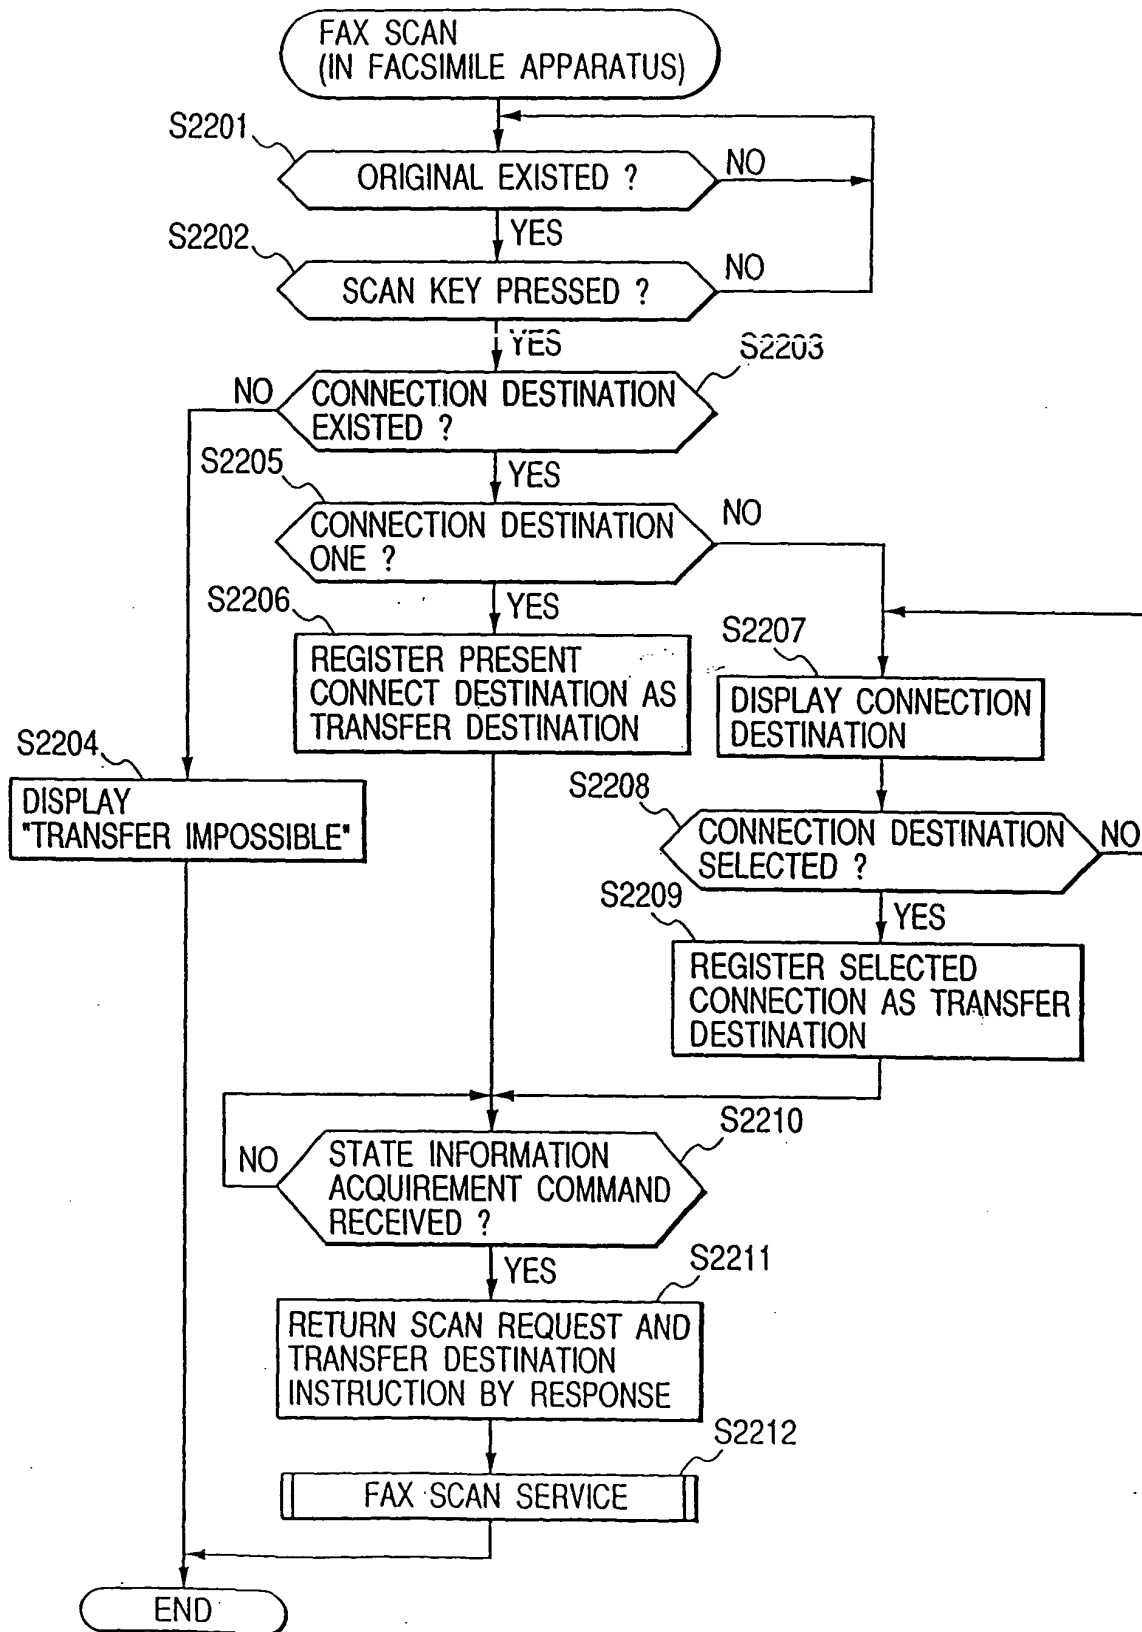 FAX SCAN
(IN FACSIMILE APPARATUS)
S2201
ORIGINAL EXISTED ?
NO
YES
S2202
SCAN KEY PRESSED ?
NO
YES
S2203
NO
CONNECTION DESTINATION
EXISTED ?
YES
S2205
CONNECTION DESTINATION
ONE ?
NO
YES
S2206
REGISTER PRESENT
CONNECT DESTINATION AS
TRANSFER DESTINATION
S2207
DISPLAY CONNECTION
DESTINATION
S2204
DISPLAY
"TRANSFER IMPOSSIBLE"
S2208
CONNECTION DESTINATION
SELECTED ?
NO
YES
S2209
REGISTER SELECTED
CONNECTION AS TRANSFER
DESTINATION
S2210
NO
STATE INFORMATION
ACQUIREMENT COMMAND
RECEIVED ?
YES
S2211
RETURN SCAN REQUEST AND
TRANSFER DESTINATION
INSTRUCTION BY RESPONSE
S2212
FAX SCAN SERVICE
END